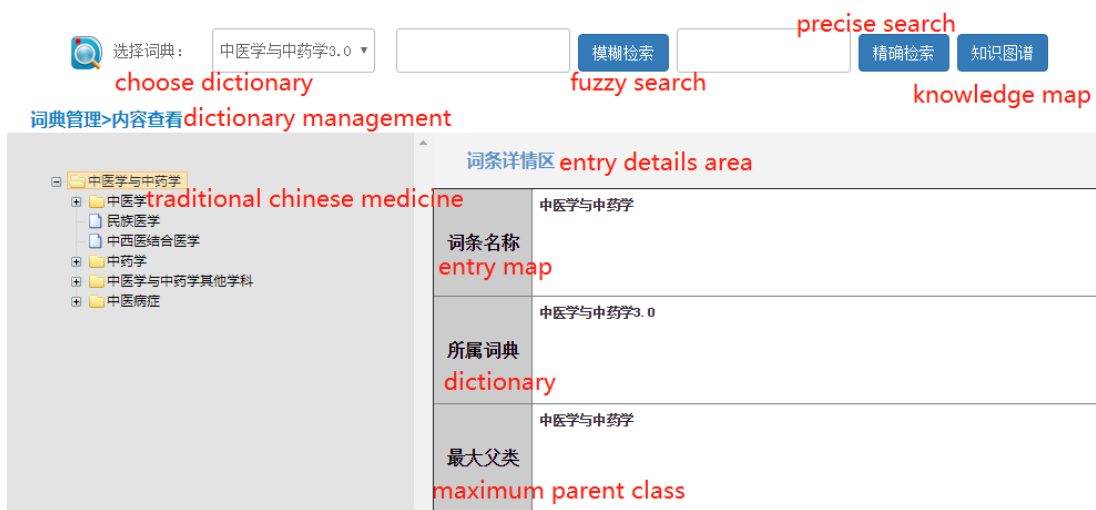 precise search
选择词典： 中医学与中药学3.0 模糊检索 精确检索 知识图谱
choose dictionary fuzzy search knowledge map
词典管理>内容查看 dictionary management
词条详情区 entry details area
中医学与中药学
中医学 traditional chinese medicine
民族医学
中西医结合医学
中药学
中医学与中药学其他学科
中医病症
中医学与中药学
词条名称
entry map
中医学与中药学3.0
所属词典
dictionary
中医学与中药学
最大父类
maximum parent class